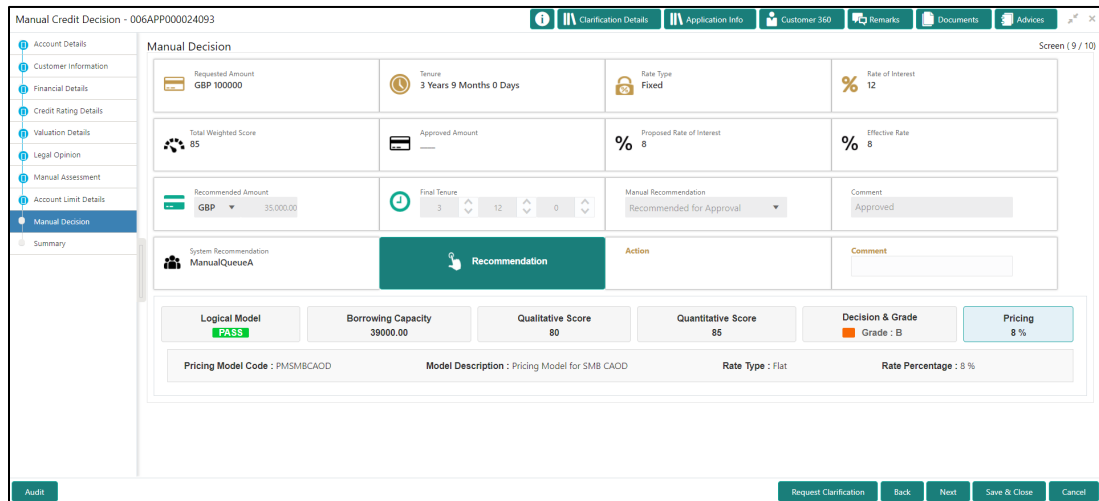 Manual Credit Decision - 006APP000024093
Clarification Details
Application Info
Customer 360
Remarks
Documents
Advices
Account Details
Customer Information
Financial Details
Credit Rating Details
Valuation Details
Legal Opinion
Manual Assessment
Account Limit Details
Manual Decision
Summary
Manual Decision
Screen ( 9 / 10)
Requested Amount
GBP 100000
Tenure
3 Years 9 Months 0 Days
Rate Type
Fixed
Rate of Interest
12
Total Weighted Score
85
Approved Amount
Proposed Rate of Interest
8
Effective Rate
8
Recommended Amount
GBP 35,000.00
Final Tenure
3 12 0
Manual Recommendation
Recommended for Approval
Comment
Approved
System Recommendation
ManualQueueA
Recommendation
Action
Comment
Logical Model
PASS
Borrowing Capacity
39000.00
Qualitative Score
80
Quantitative Score
85
Decision & Grade
Grade : B
Pricing
8 %
Pricing Model Code : PMSMBCAOD
Model Description : Pricing Model for SMB CAOD
Rate Type : Flat
Rate Percentage : 8 %
Audit
Request Clarification
Back
Next
Save & Close
Cancel